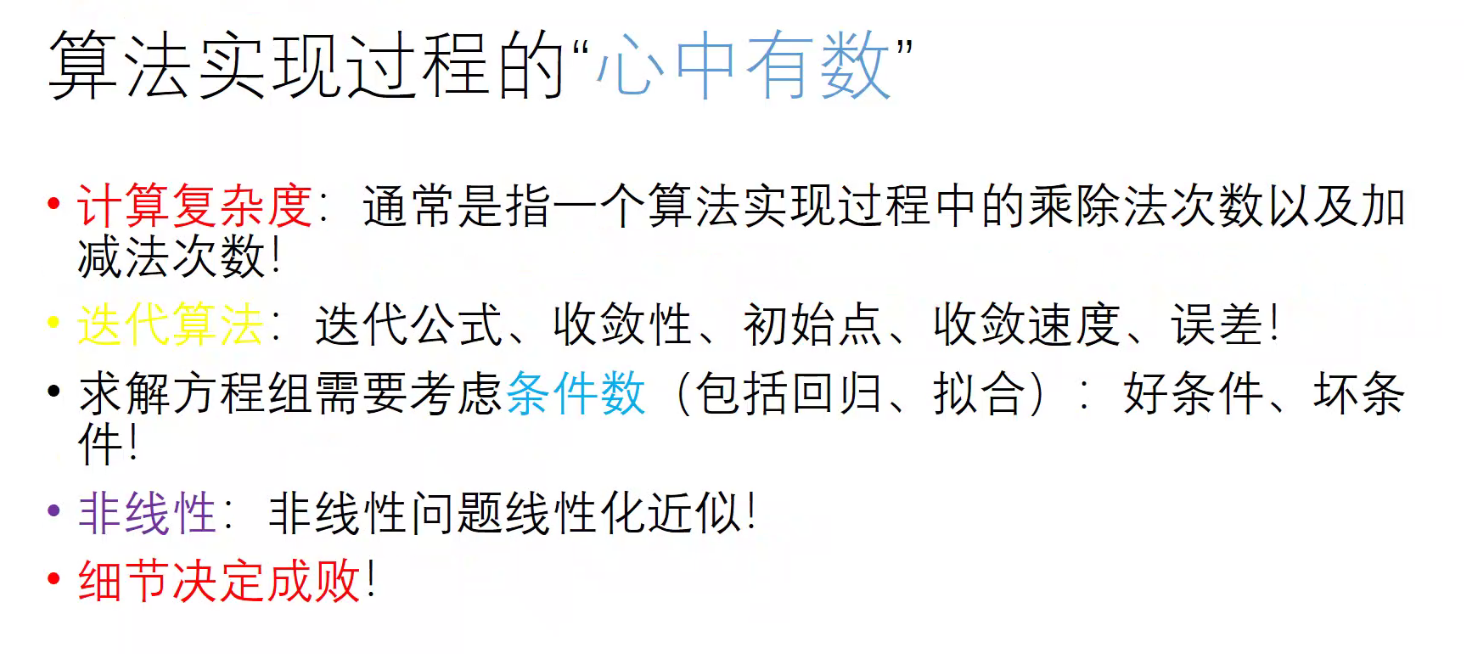 算法实现过程的“心中有数”
• 计算复杂度：通常是指一个算法实现过程中的乘除法次数以及加
减法次数！
• 迭代算法：迭代公式、收敛性、初始点、收敛速度、误差！
• 求解方程组需要考虑条件数（包括回归、拟合）：好条件、坏条
件！
• 非线性：非线性问题线性化近似！
• 细节决定成败！